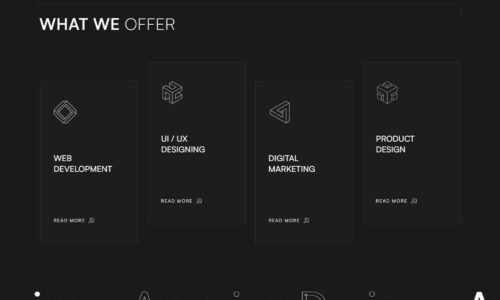 WHAT WE OFFER
WEB
DEVELOPMENT
READ MORE
UI / UX
DESIGNING
READ MORE
DIGITAL
MARKETING
READ MORE
PRODUCT
DESIGN
READ MORE